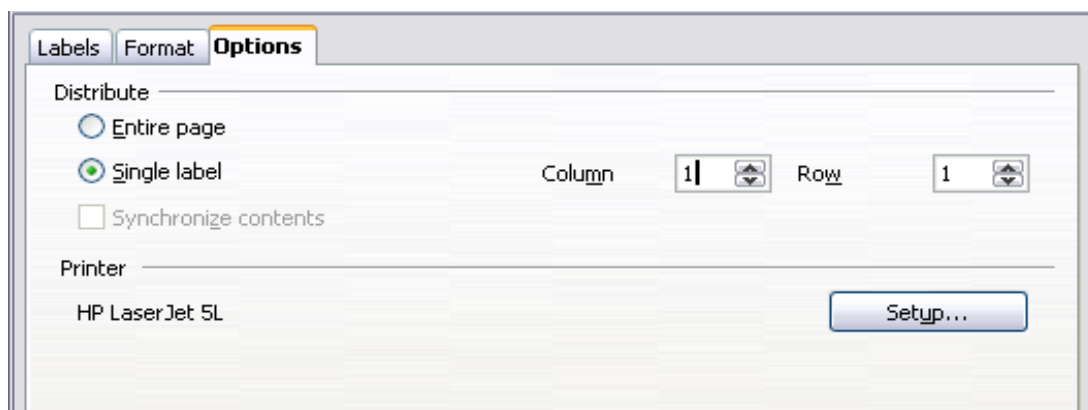 Labels Format Options
Distribute
Entire page
Single label Column 1 Row 1
Synchronize contents
Printer
HP LaserJet 5L Setup...